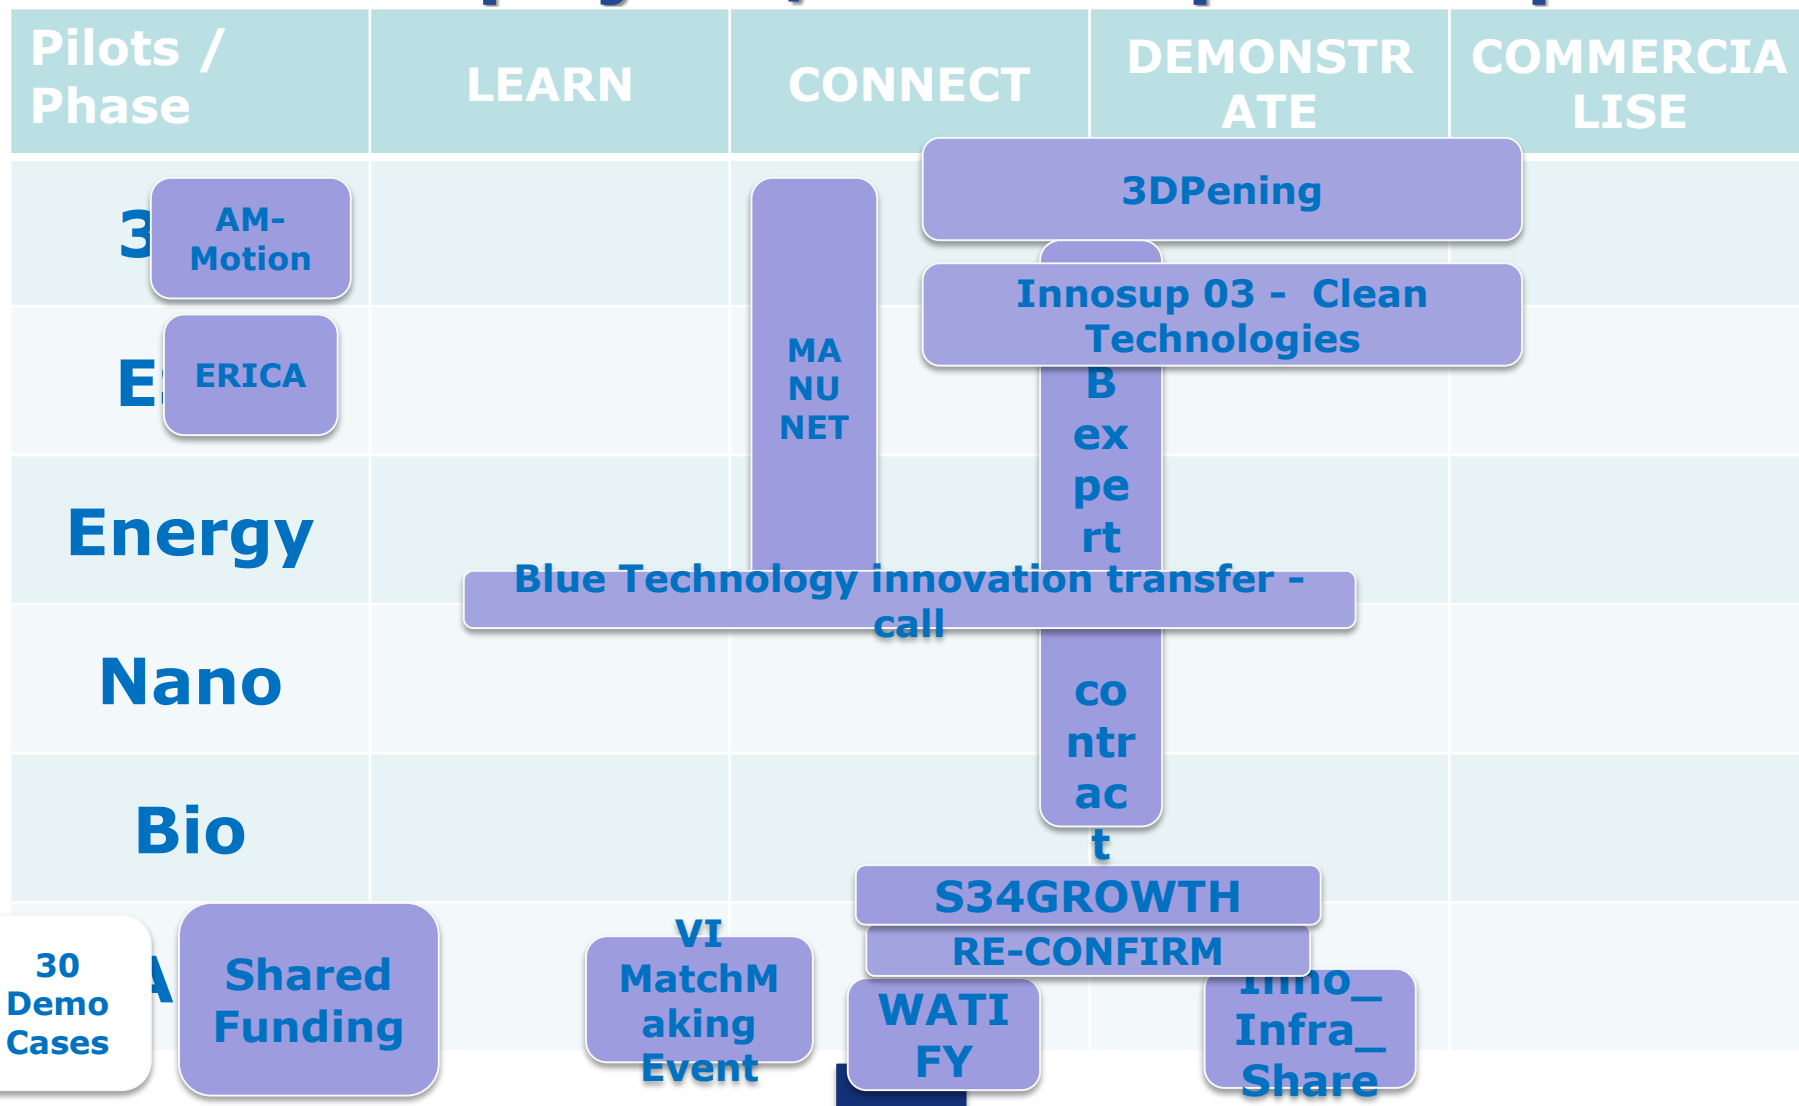 Pilots /
Phase
LEARN
CONNECT
DEMONSTR
ATE
COMMERCIA
LISE
3DPening
AM-
Motion
Innosup 03 -  Clean
Technologies
MA
NU
NET
ERICA
B
ex
pe
rt
Energy
Blue Technology innovation transfer -
call
Nano
co
ntr
ac
t
Bio
S34GROWTH
RE-CONFIRM
30
Demo
Cases
Shared
Funding
VI
MatchM
aking
Event
WATI
FY
Inno_
Infra_
Share